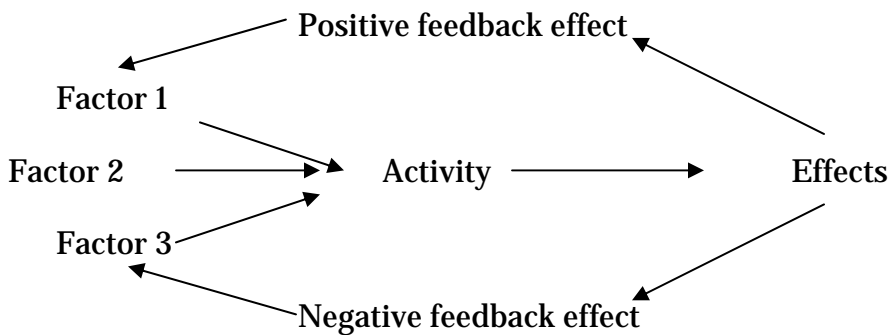 Positive feedback effect
Factor 1
Factor 2 Activity Effects
Factor 3
Negative feedback effect